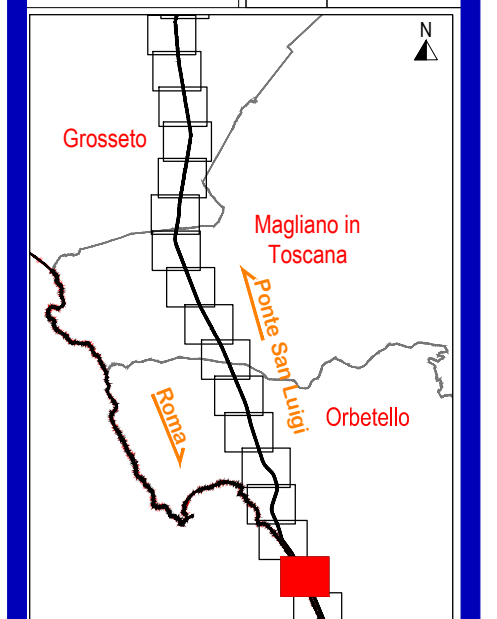 N
Grosseto
Magliano in
Toscana
Ponte San Luigi
Roma
Orbetello